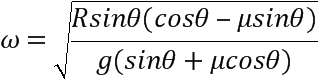 ω = √(Rsinθ(cosθ − μsinθ) / g(sinθ + μcosθ))